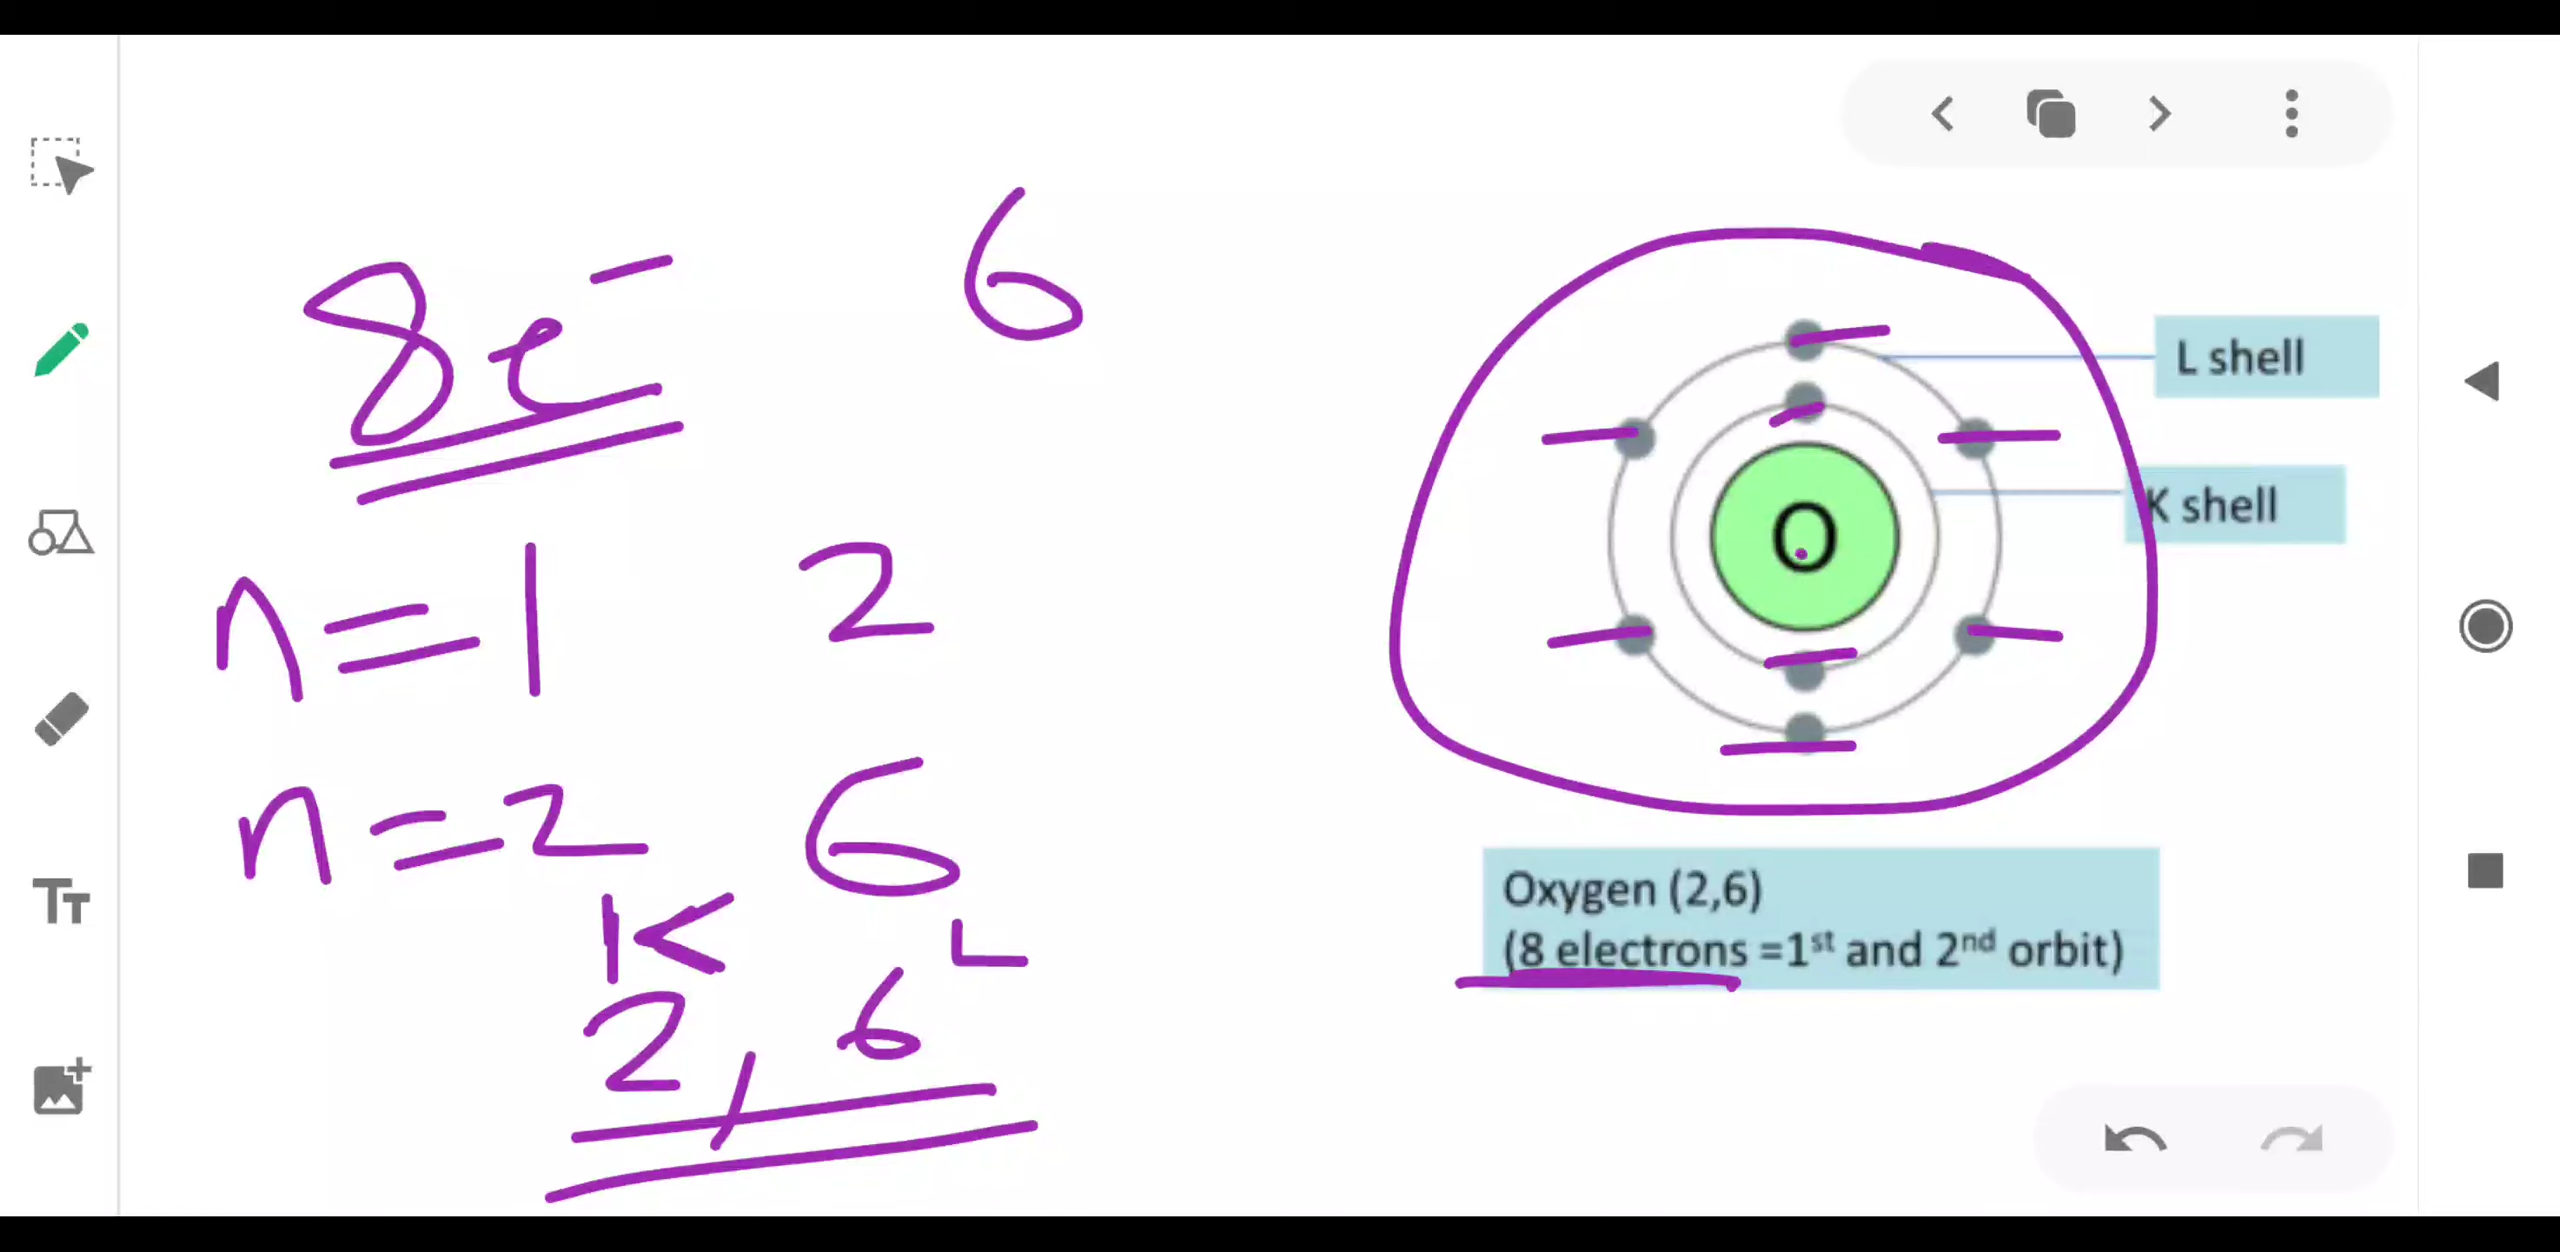 8e⁻ 6
n=1 2
n=2 6
K L
2, 6
L shell
K shell
O
Oxygen (2,6)
(8 electrons =1st and 2nd orbit)
Tт